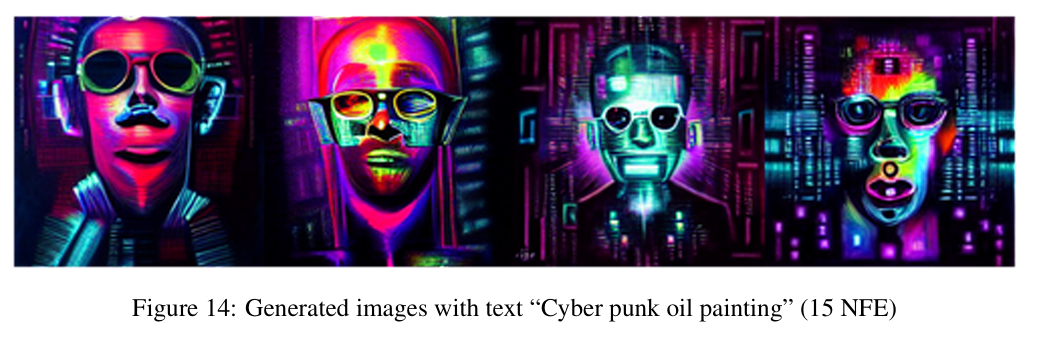 Figure 14: Generated images with text “Cyber punk oil painting” (15 NFE)